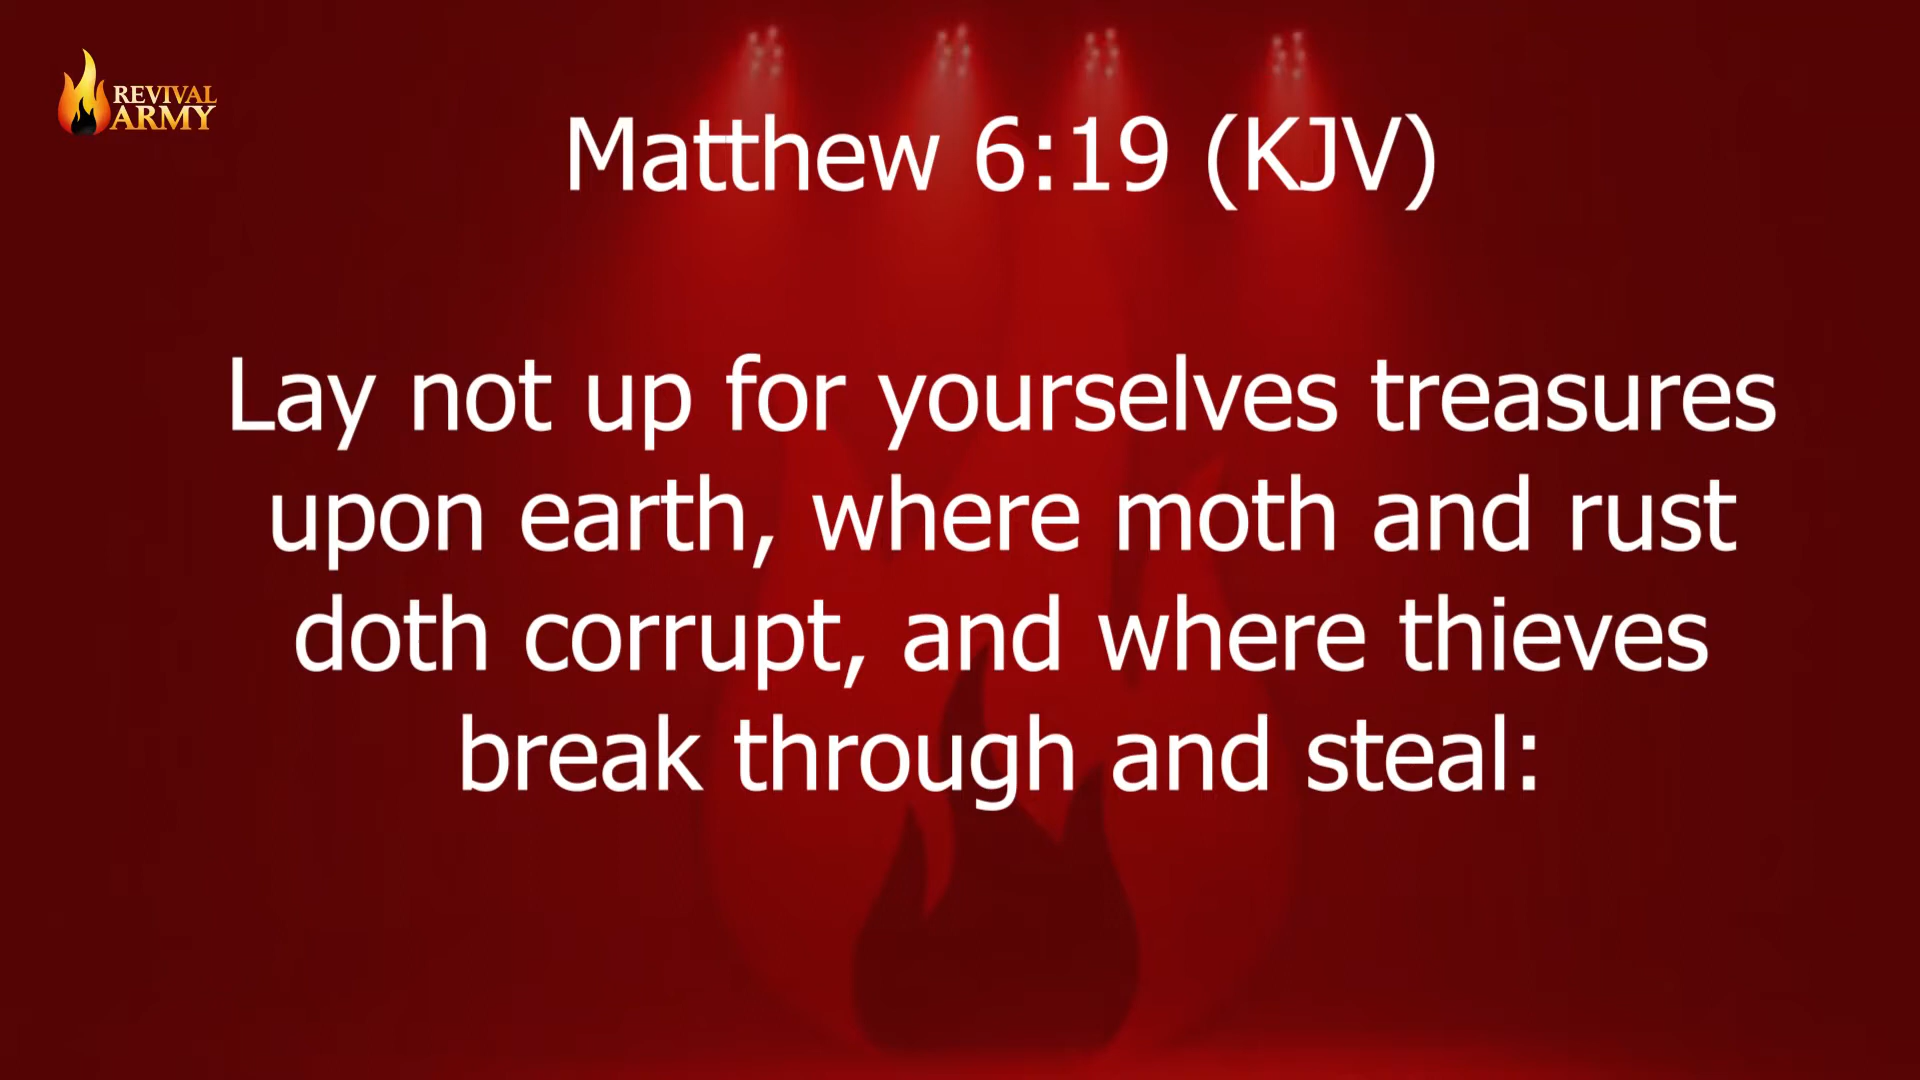 REVIVAL
ARMY
Matthew 6:19 (KJV)
Lay not up for yourselves treasures
upon earth, where moth and rust
doth corrupt, and where thieves
break through and steal: